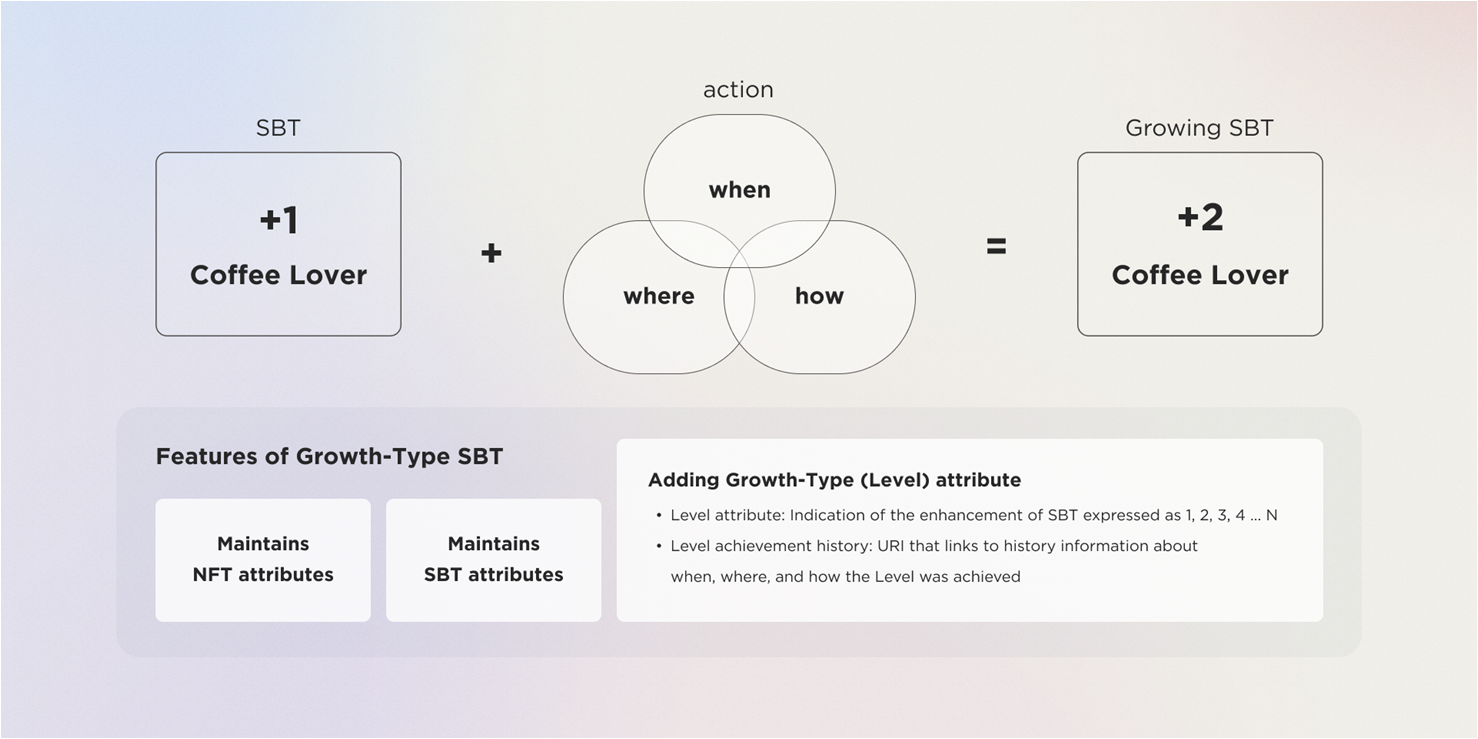 SBT
+1
Coffee Lover
+
action
when
where
how
=
Growing SBT
+2
Coffee Lover
Features of Growth-Type SBT
Maintains
NFT attributes
Maintains
SBT attributes
Adding Growth-Type (Level) attribute
• Level attribute: Indication of the enhancement of SBT expressed as 1, 2, 3, 4 ... N
• Level achievement history: URI that links to history information about
when, where, and how the Level was achieved